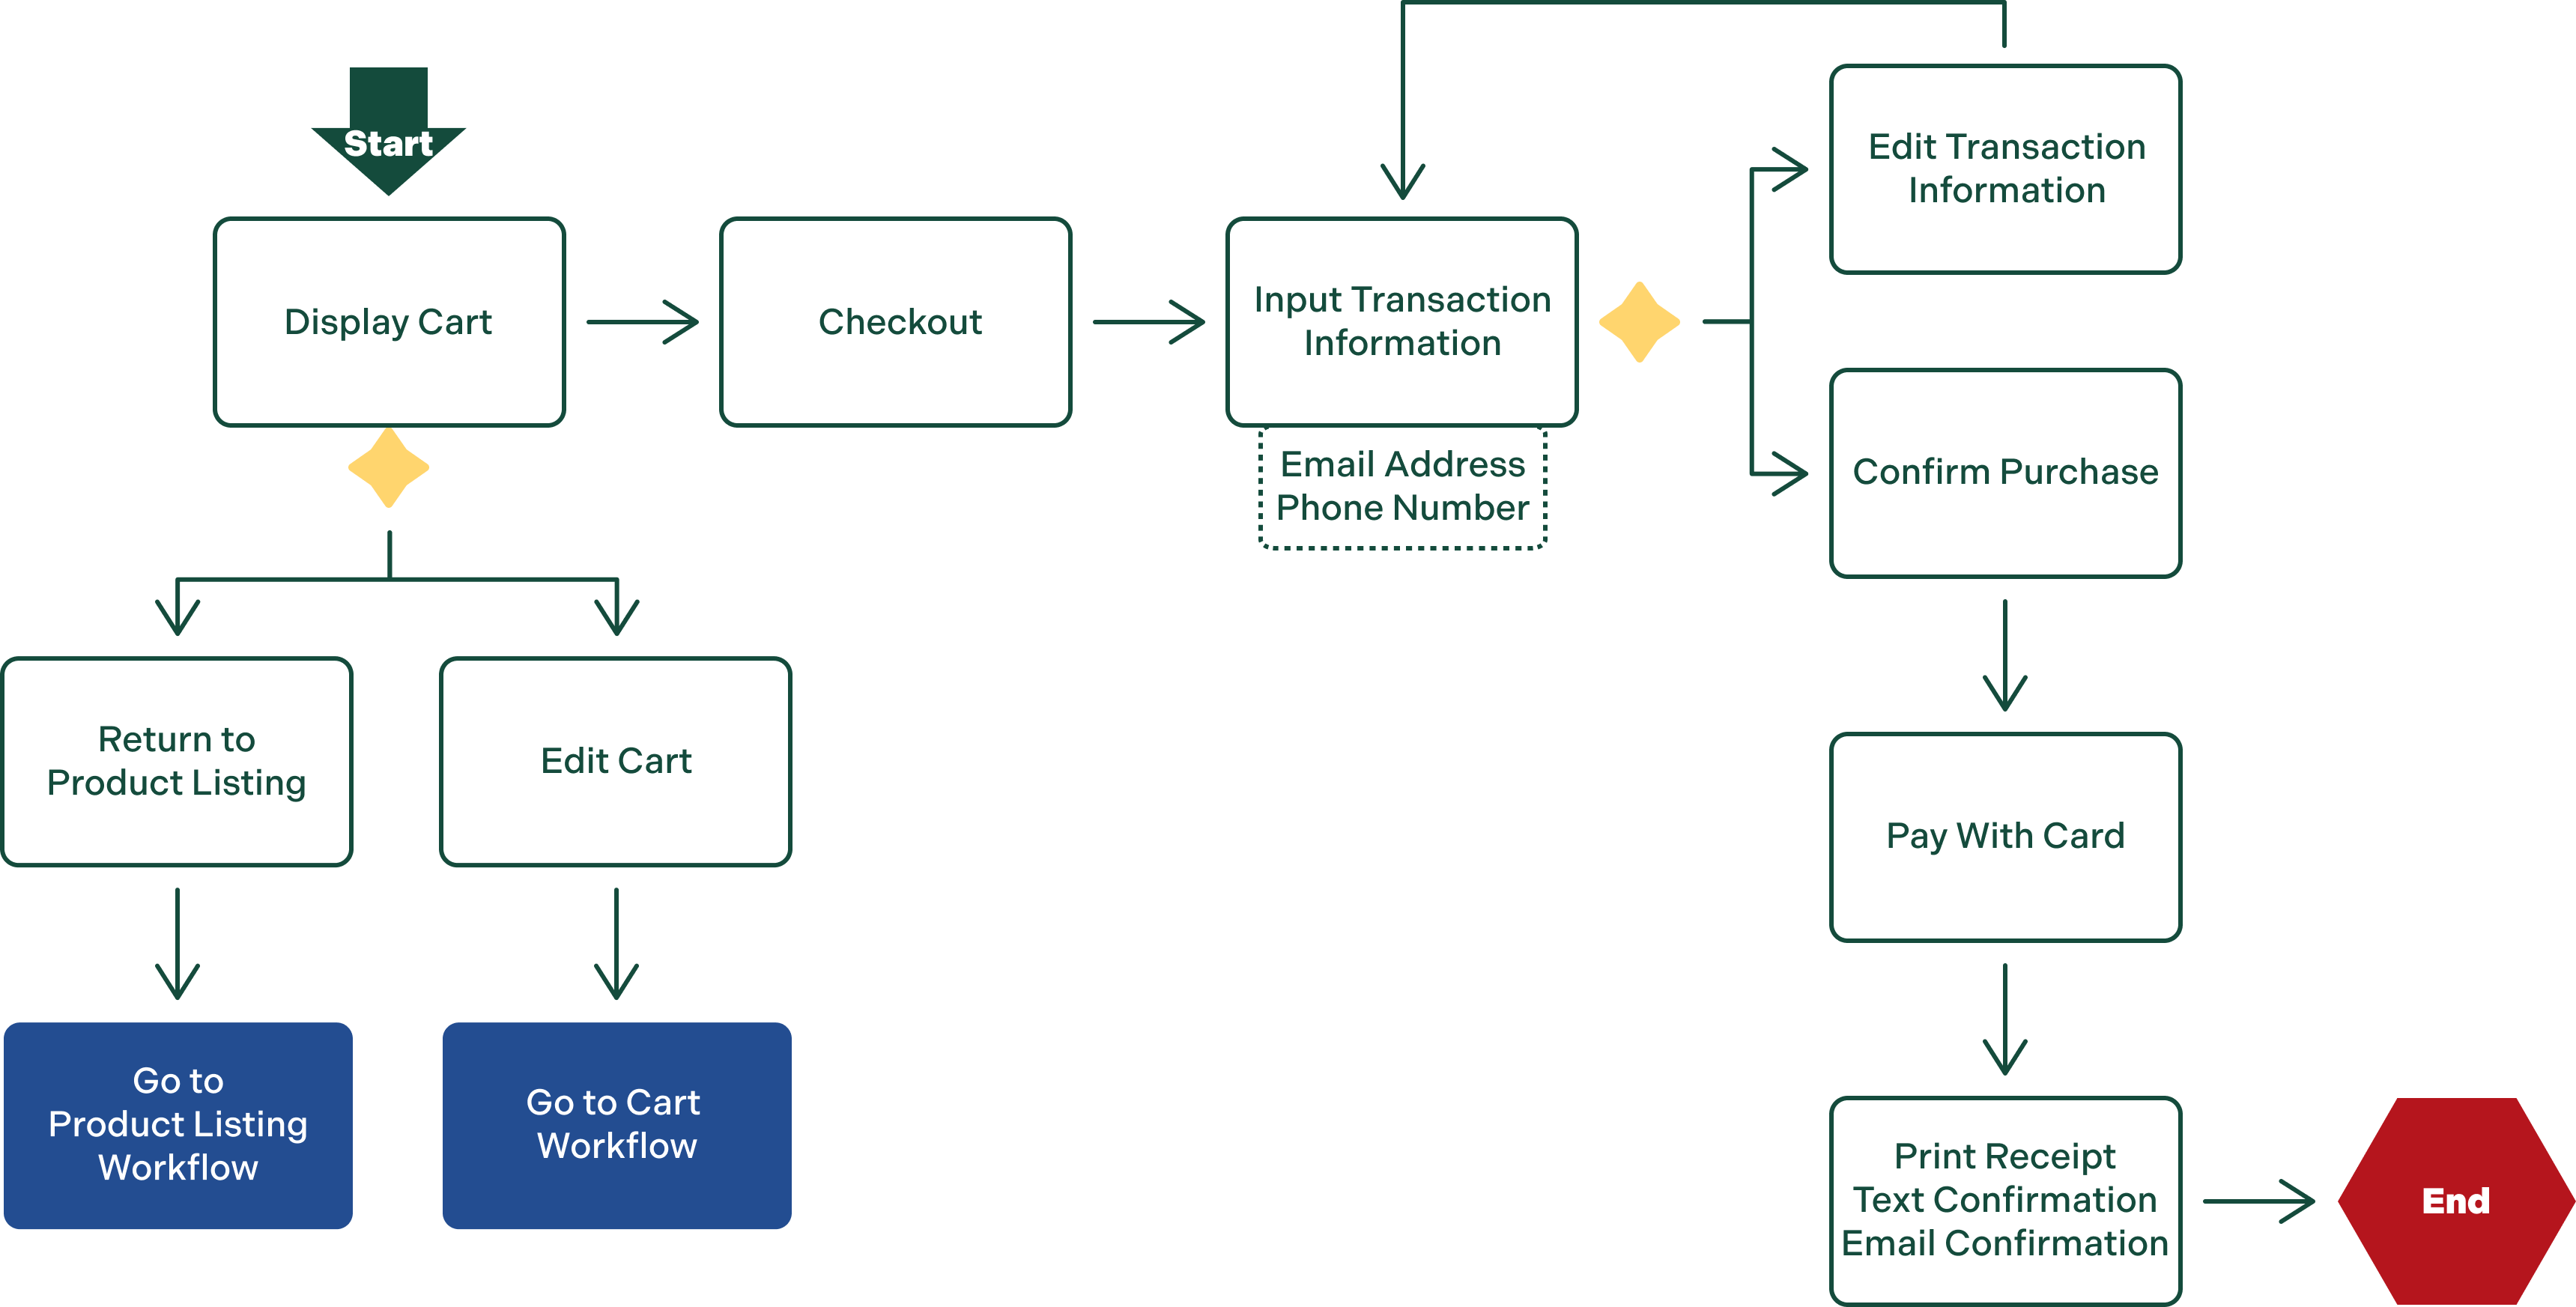 Start
Display Cart
Checkout
Input Transaction
Information
Email Address
Phone Number
Edit Transaction
Information
Confirm Purchase
Return to
Product Listing
Edit Cart
Pay With Card
Go to
Product Listing
Workflow
Go to Cart
Workflow
Print Receipt
Text Confirmation
Email Confirmation
End